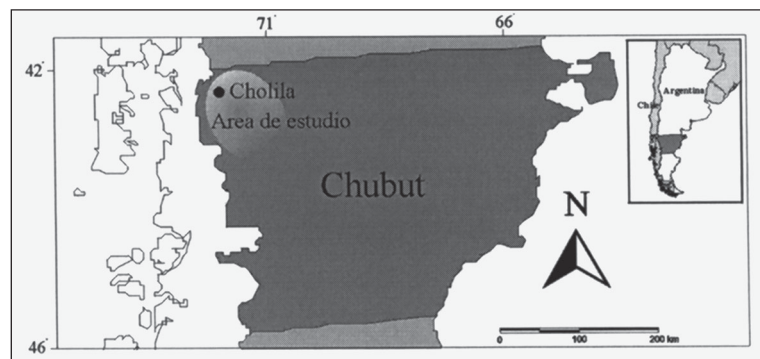 71° 66°
42°
Cholila
Area de estudio
Chubut
46°
N
0 100 200 km
Argentina
Chile